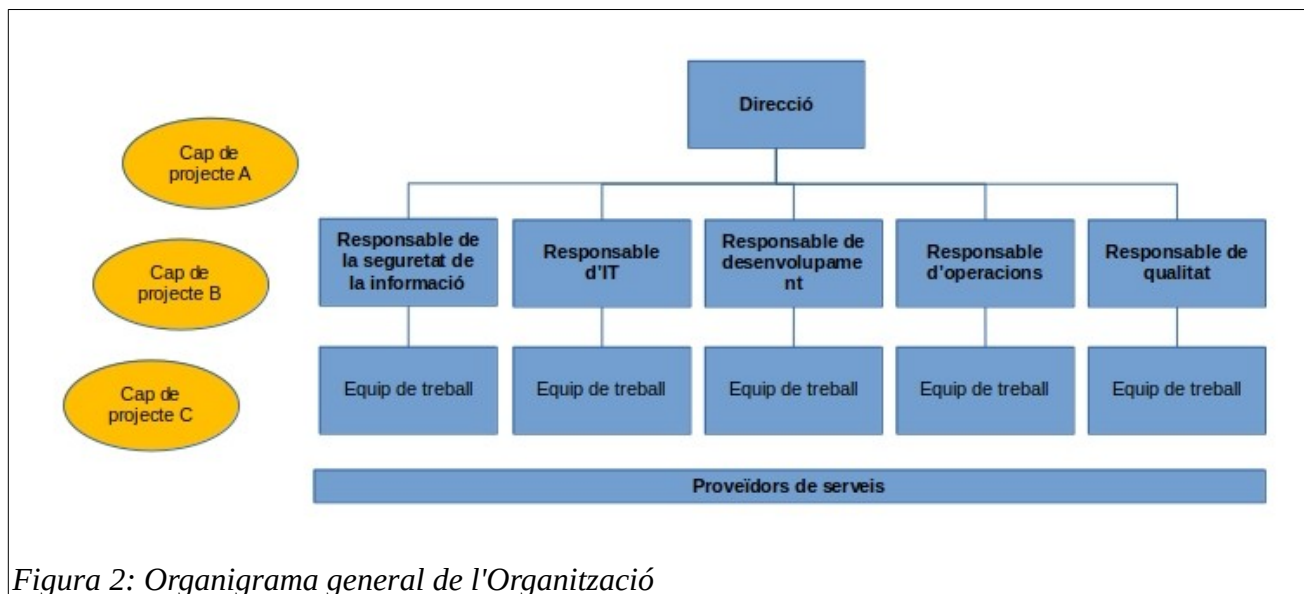 Direcció
Cap de
projecte A
Cap de
projecte B
Cap de
projecte C
Responsable de
la seguretat de
la informació
Responsable
d'IT
Responsable de
desenvolupame
nt
Responsable
d'operacions
Responsable de
qualitat
Equip de treball
Equip de treball
Equip de treball
Equip de treball
Equip de treball
Proveïdors de serveis
Figura 2: Organigrama general de l'Organització